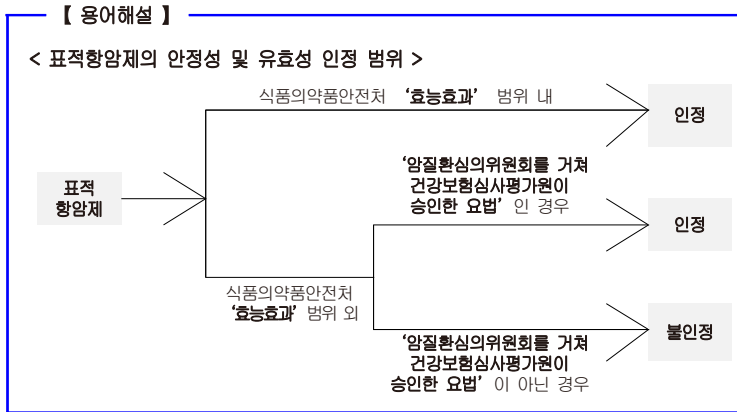 【 용어해설 】
< 표적항암제의 안정성 및 유효성 인정 범위 >
식품의약품안전처 ‘효능효과’ 범위 내
인정
‘암질환심의위원회를 거쳐
건강보험심사평가원이
승인한 요법’ 인 경우
표적
항암제
인정
식품의약품안전처
‘효능효과’ 범위 외
불인정
‘암질환심의위원회를 거쳐
건강보험심사평가원이
승인한 요법’ 이 아닌 경우